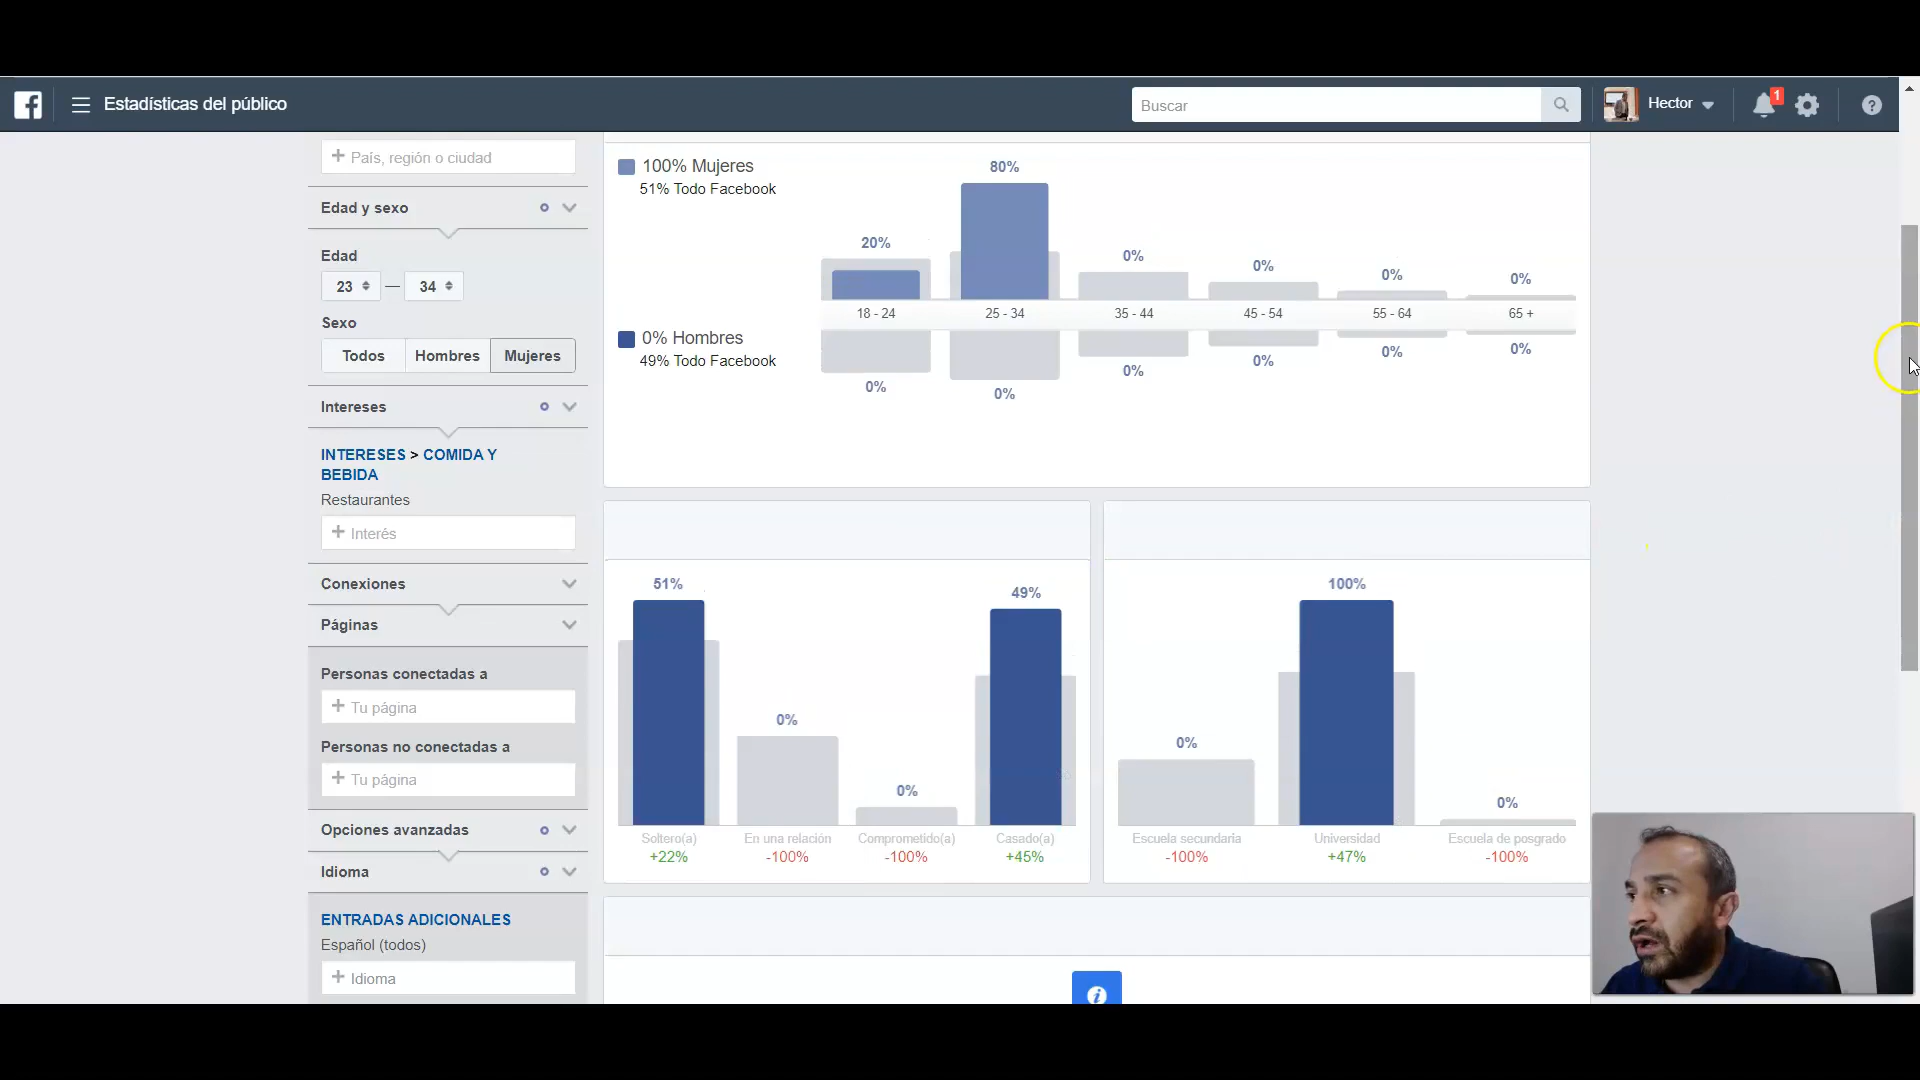 Estadísticas del público
Buscar
Hector
1
?
País, región o ciudad
Edad y sexo
Edad
23 — 34
Sexo
Todos Hombres Mujeres
Intereses
INTERESES > COMIDA Y
BEBIDA
Restaurantes
Interés
Conexiones
Páginas
Personas conectadas a
Tu página
Personas no conectadas a
Tu página
Opciones avanzadas
Idioma
ENTRADAS ADICIONALES
Español (todos)
Idioma
100% Mujeres
51% Todo Facebook
20% 80% 0% 0% 0% 0%
18 - 24 25 - 34 35 - 44 45 - 54 55 - 64 65 +
0% Hombres
49% Todo Facebook
0% 0% 0% 0% 0% 0%
51% 0% 0% 49%
Soltero(a) En una relación Comprometido(a) Casado(a)
+22% -100% -100% +45%
0% 100% 0%
Escuela secundaria Universidad Escuela de posgrado
-100% +47% -100%
i